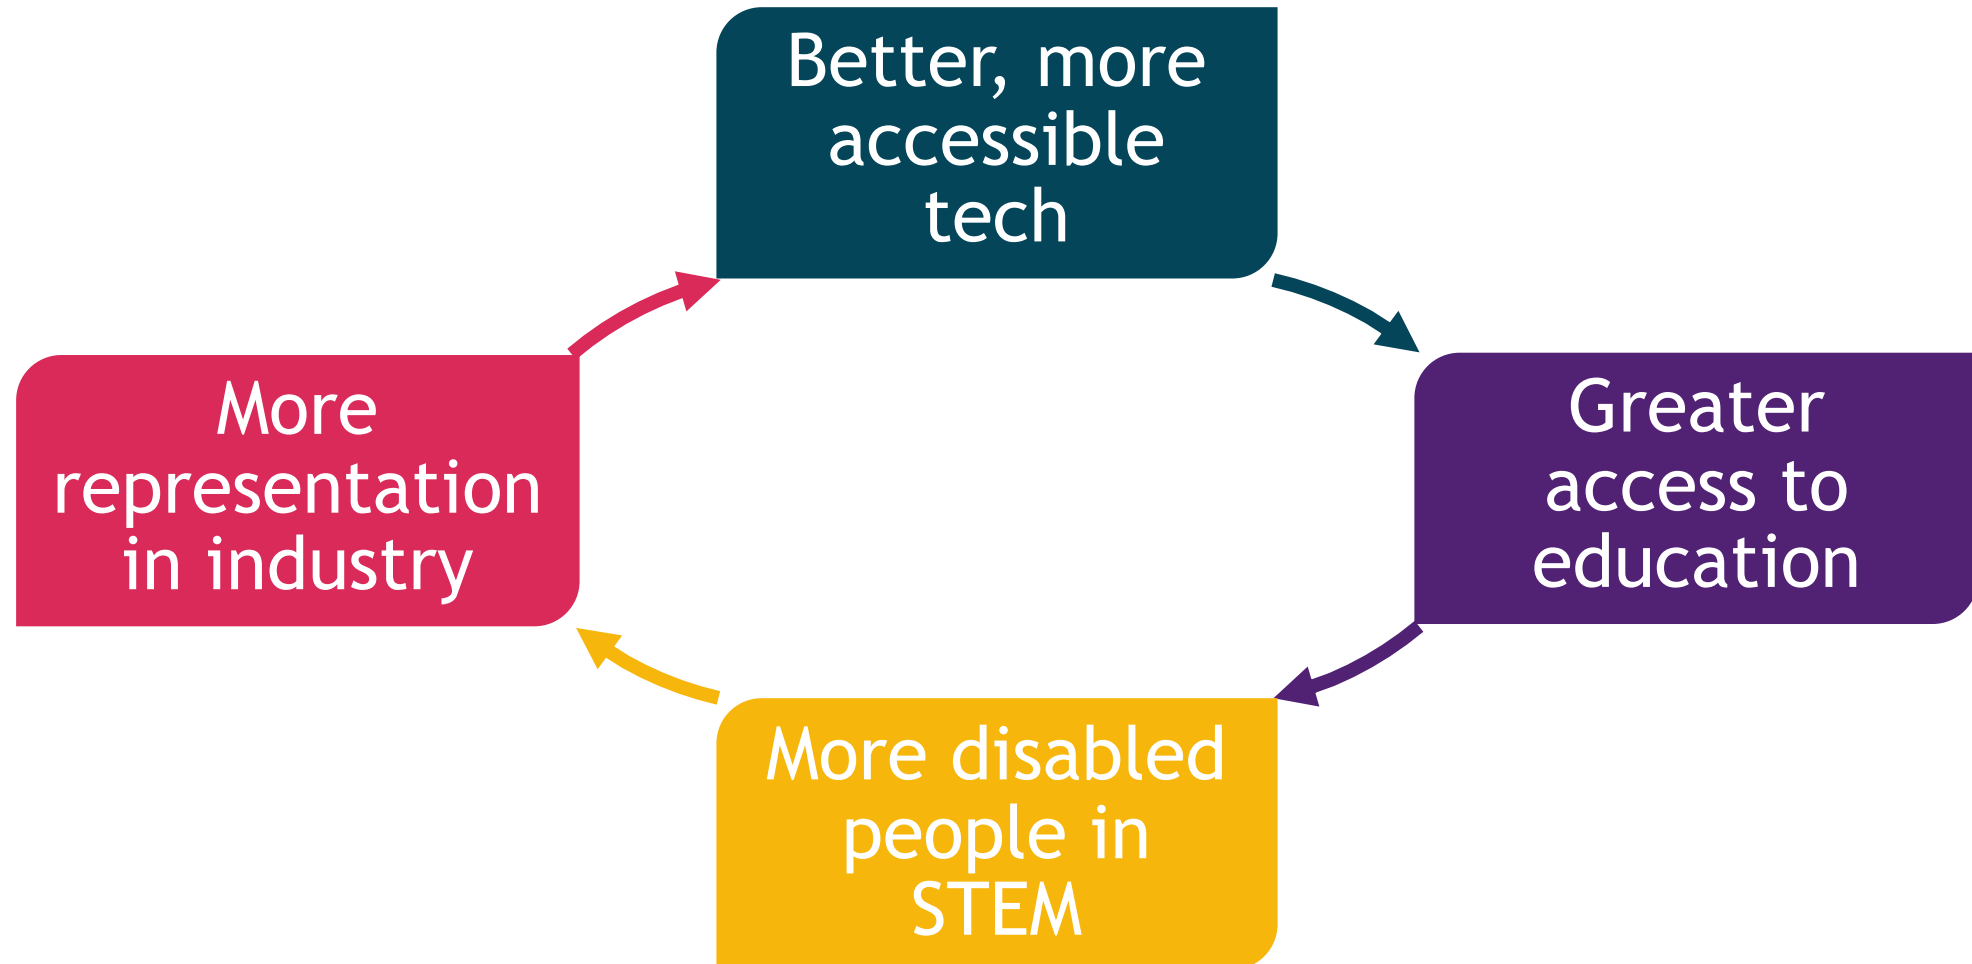 Better, more
accessible
tech
Greater
access to
education
More disabled
people in
STEM
More
representation
in industry